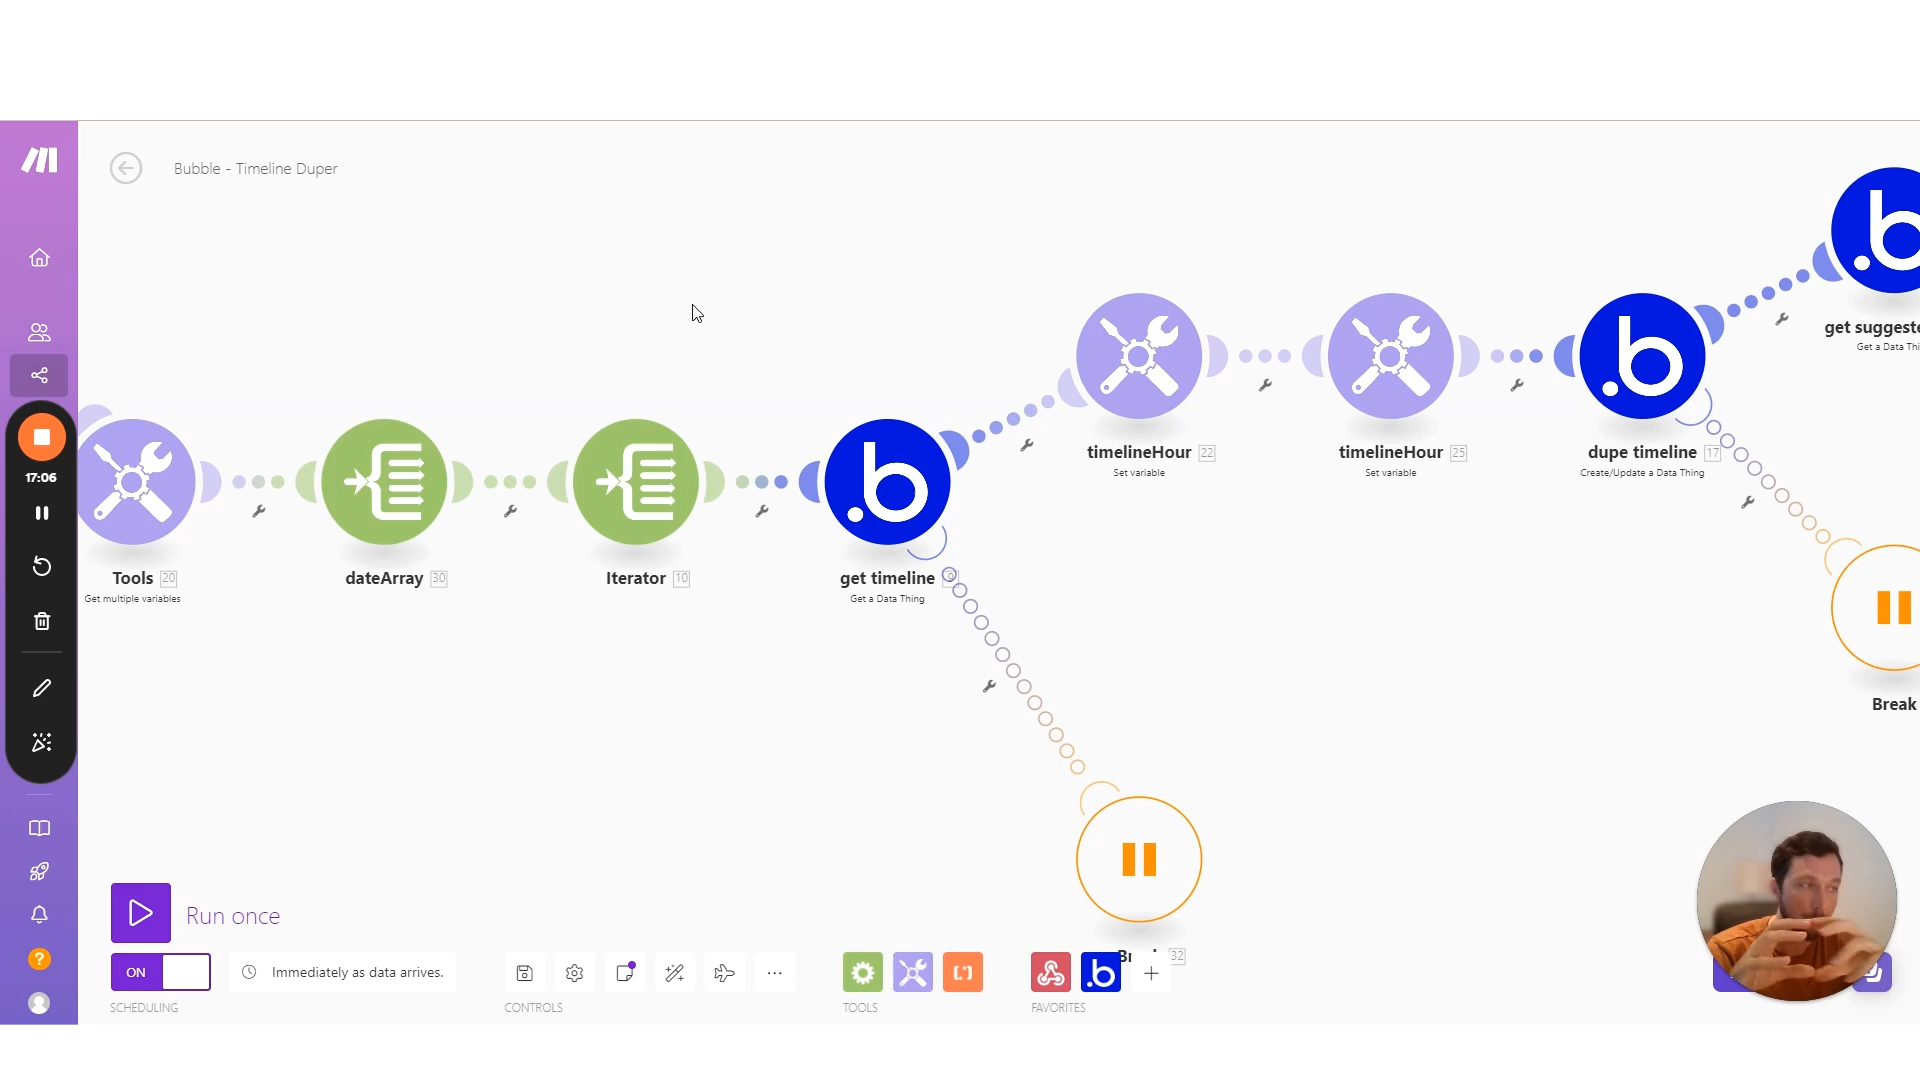 Bubble - Timeline Duper
get suggeste
Get a Data Thi
timelineHour 22
Set variable
timelineHour 25
Set variable
dupe timeline 17
Create/Update a Data Thing
17:06
Tools 20
Get multiple variables
dateArray 30
Iterator 10
get timeline
Get a Data Thing
Break
Run once
32
ON
Immediately as data arrives.
SCHEDULING
CONTROLS
TOOLS
FAVORITES